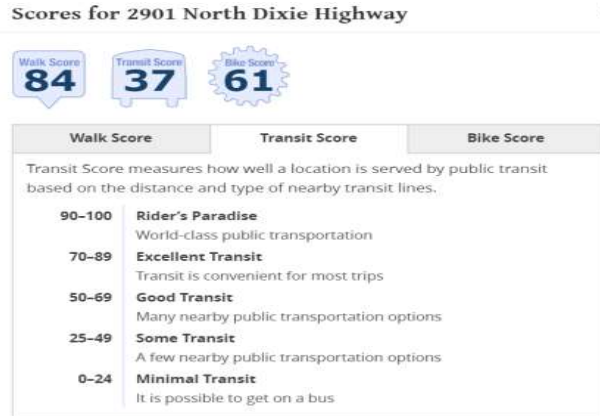 Scores for 2901 North Dixie Highway
Walk Score Transit Score Bike Score
84 37 61
Walk Score Transit Score Bike Score
Transit Score measures how well a location is served by public transit
based on the distance and type of nearby transit lines.
90–100 Rider's Paradise
World-class public transportation
70–89 Excellent Transit
Transit is convenient for most trips
50–69 Good Transit
Many nearby public transportation options
25–49 Some Transit
A few nearby public transportation options
0–24 Minimal Transit
It is possible to get on a bus